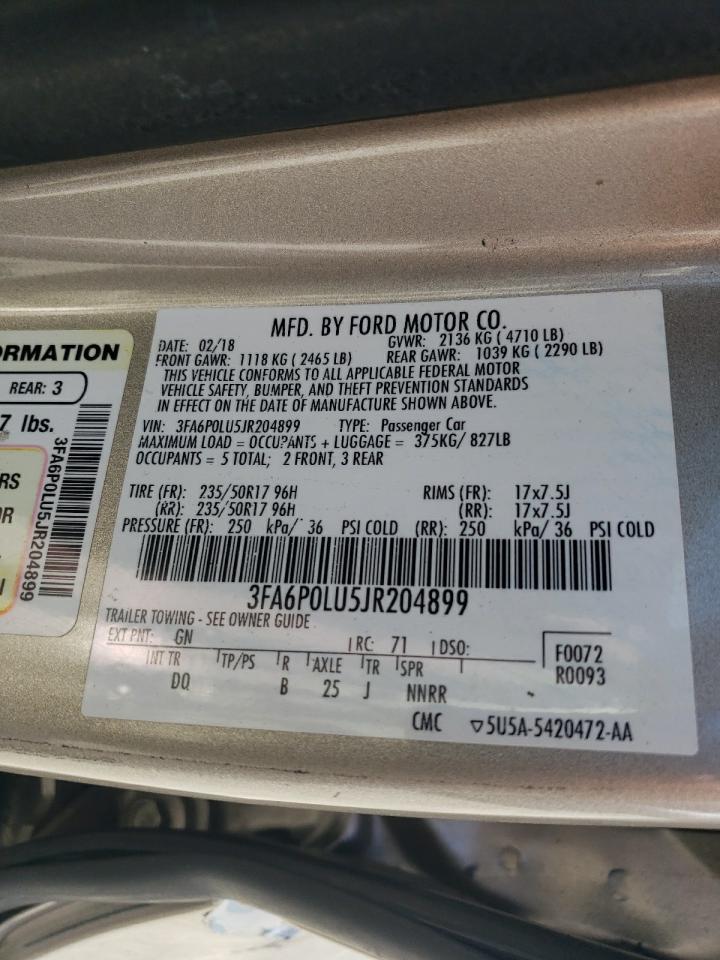 MFD. BY FORD MOTOR CO.
DATE: 02/18 GVWR: 2136 KG ( 4710 LB)
FRONT GAWR: 1118 KG ( 2465 LB) REAR GAWR: 1039 KG ( 2290 LB)
THIS VEHICLE CONFORMS TO ALL APPLICABLE FEDERAL MOTOR
VEHICLE SAFETY, BUMPER, AND THEFT PREVENTION STANDARDS
IN EFFECT ON THE DATE OF MANUFACTURE SHOWN ABOVE.
VIN: 3FA6P0LU5JR204899 TYPE: Passenger Car
MAXIMUM LOAD = OCCUPANTS + LUGGAGE = 375KG/ 827LB
OCCUPANTS = 5 TOTAL; 2 FRONT, 3 REAR
TIRE (FR): 235/50R17 96H RIMS (FR): 17x7.5J
(RR): 235/50R17 96H (RR): 17x7.5J
PRESSURE (FR): 250 kPa/ 36 PSI COLD (RR): 250 kPa/ 36 PSI COLD
3FA6P0LU5JR204899
TRAILER TOWING - SEE OWNER GUIDE
EXT PNT: GN RC: 71 DSO: F0072
INT TR TP/PS R AXLE TR SPR R0093
DQ B 25 J NNRR
CMC ▽5U5A-5420472-AA
ORMATION
REAR: 3
7 lbs.
RS
OR
3FA6P0LU5JR204899